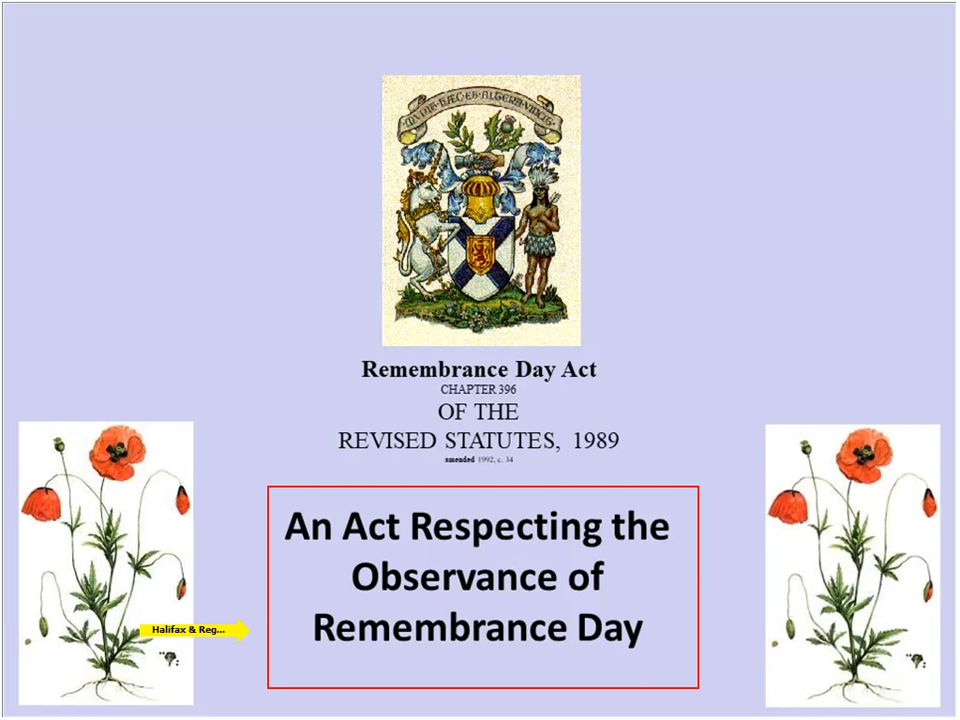 Remembrance Day Act
CHAPTER 396
OF THE
REVISED STATUTES, 1989
amended 1992, c. 34
An Act Respecting the
Observance of
Remembrance Day
Halifax & Reg...